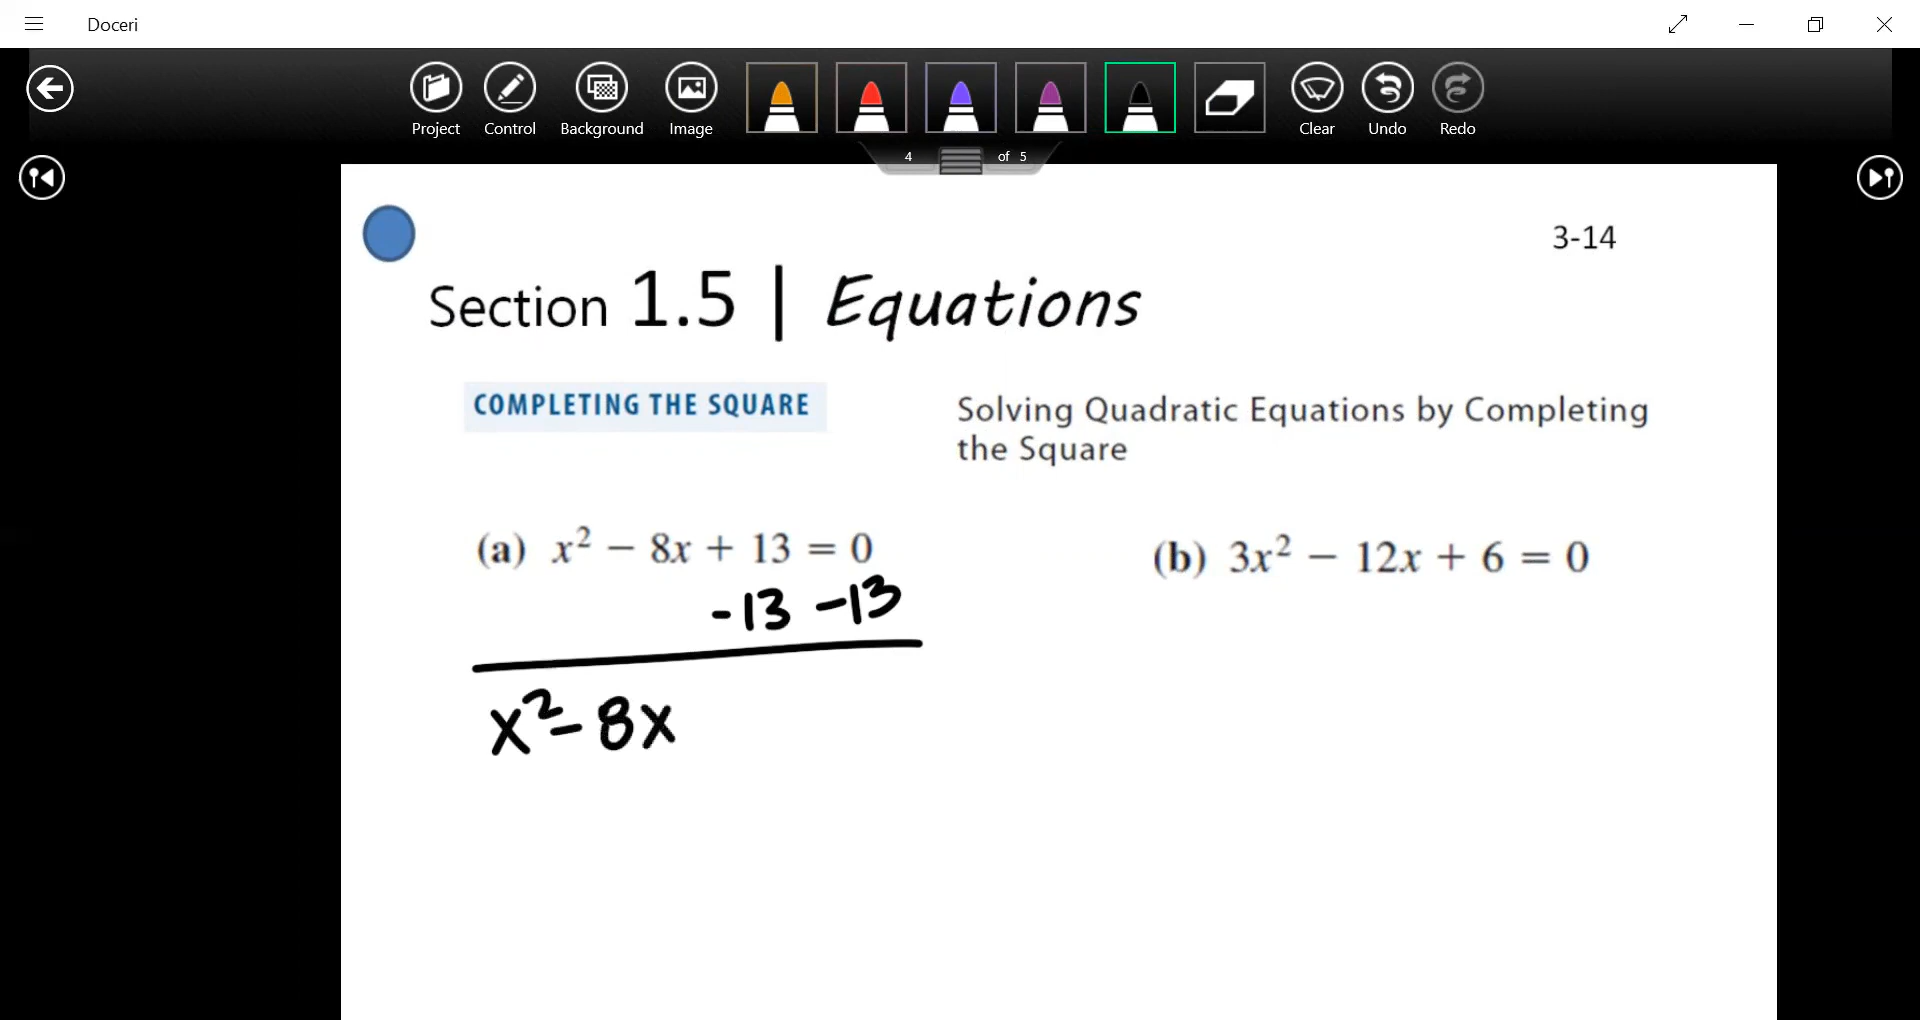 Doceri
Project Control Background Image Clear Undo Redo
4 of 5
3-14
Section 1.5 | Equations
COMPLETING THE SQUARE
Solving Quadratic Equations by Completing
the Square
(a) x² − 8x + 13 = 0
-13 -13
x² - 8x
(b) 3x² − 12x + 6 = 0